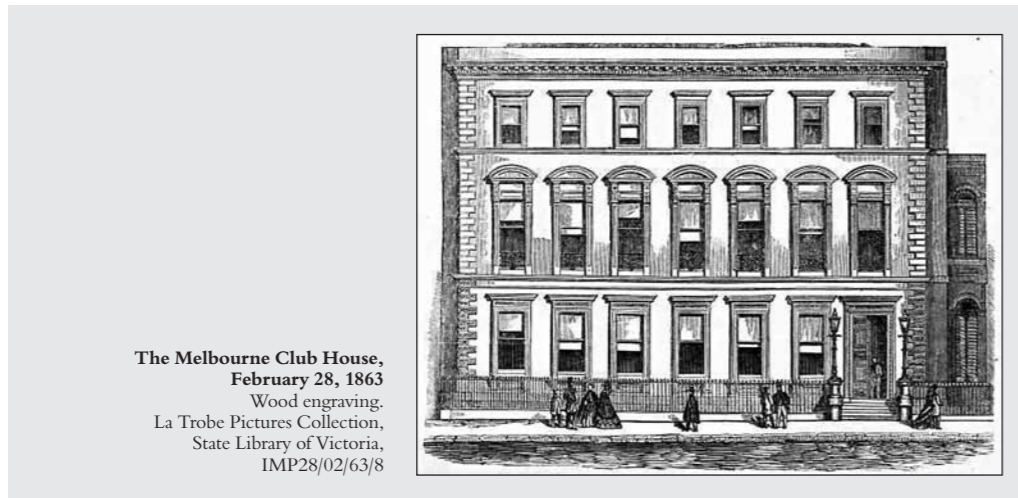 The Melbourne Club House,
February 28, 1863
Wood engraving.
La Trobe Pictures Collection,
State Library of Victoria,
IMP28/02/63/8